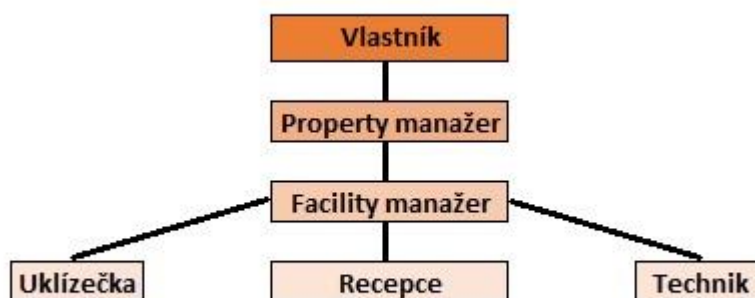 Vlastník
Property manažer
Facility manažer
Uklízečka
Recepce
Technik